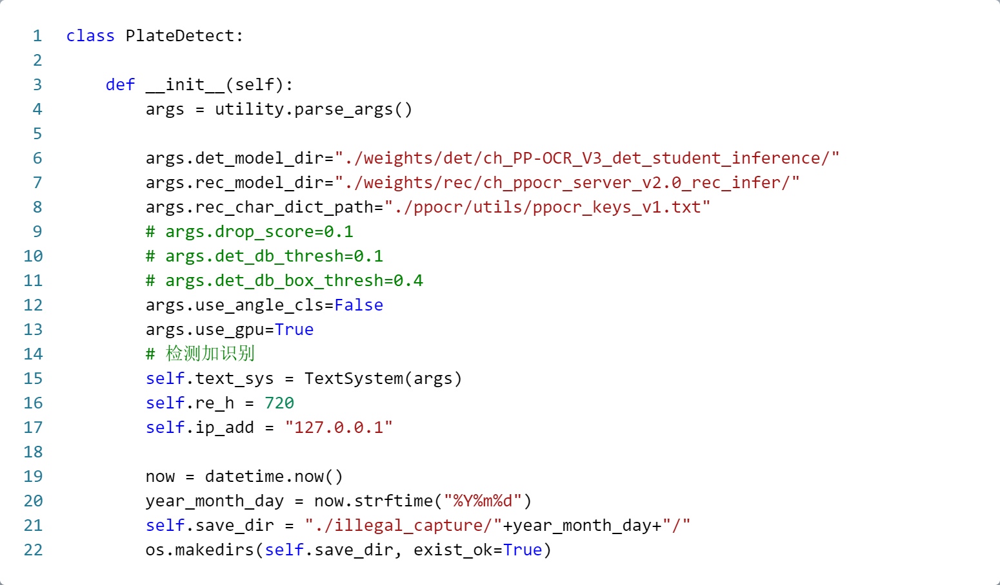 1 class PlateDetect:
2
3 def __init__(self):
4 args = utility.parse_args()
5
6 args.det_model_dir="./weights/det/ch_PP-OCR_V3_det_student_inference/"
7 args.rec_model_dir="./weights/rec/ch_ppocr_server_v2.0_rec_infer/"
8 args.rec_char_dict_path="./ppocr/utils/ppocr_keys_v1.txt"
9 # args.drop_score=0.1
10 # args.det_db_thresh=0.1
11 # args.det_db_box_thresh=0.4
12 args.use_angle_cls=False
13 args.use_gpu=True
14 # 检测加识别
15 self.text_sys = TextSystem(args)
16 self.re_h = 720
17 self.ip_add = "127.0.0.1"
18
19 now = datetime.now()
20 year_month_day = now.strftime("%Y%m%d")
21 self.save_dir = "./illegal_capture/"+year_month_day+"/"
22 os.makedirs(self.save_dir, exist_ok=True)